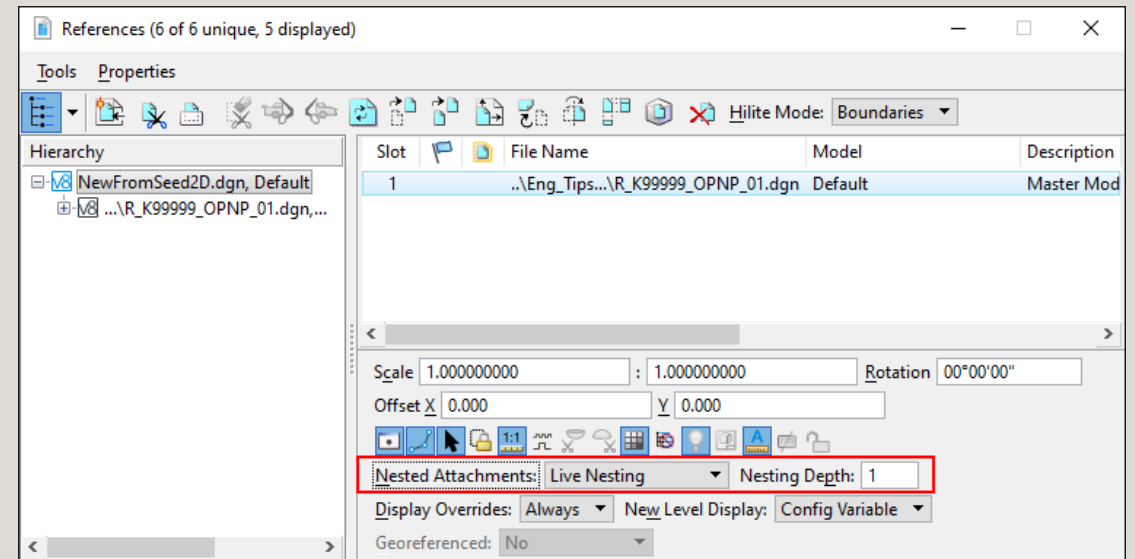 References (6 of 6 unique, 5 displayed)
Tools Properties
Hilite Mode: Boundaries
Hierarchy
NewFromSeed2D.dgn, Default
...\R_K99999_OPNP_01.dgn,...
Slot File Name Model Description
1 ..\Eng_Tips...\R_K99999_OPNP_01.dgn Default Master Mod
Scale 1.000000000 : 1.000000000 Rotation 00°00'00"
Offset X 0.000 Y 0.000
1:1 A
Nested Attachments: Live Nesting Nesting Depth: 1
Display Overrides: Always New Level Display: Config Variable
Georeferenced: No